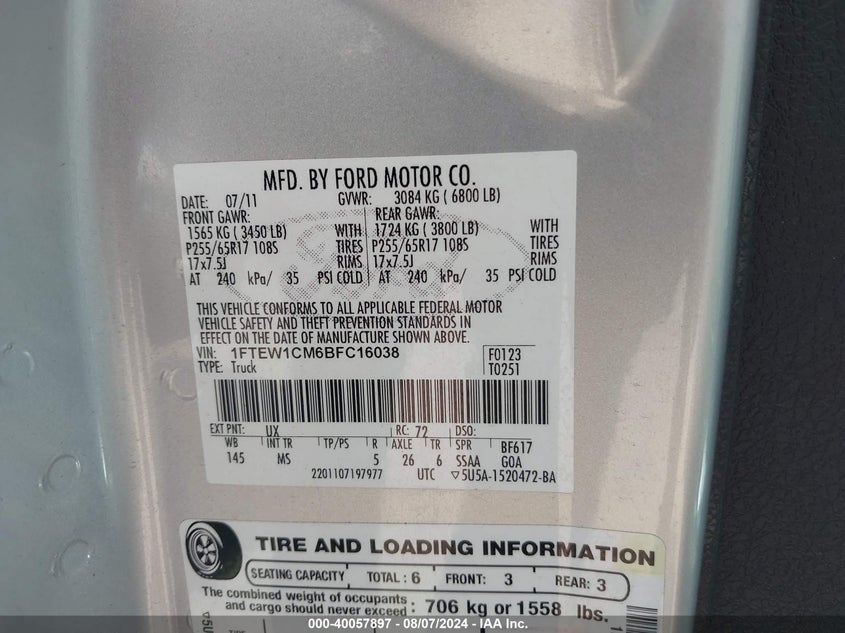 MFD. BY FORD MOTOR CO.
DATE: 07/11 GVWR: 3084 KG ( 6800 LB)
FRONT GAWR: REAR GAWR:
1565 KG ( 3450 LB) WITH 1724 KG ( 3800 LB) WITH
P255/65R17 108S TIRES P255/65R17 108S TIRES
17x7.5J RIMS 17x7.5J RIMS
AT 240 kPa/ 35 PSI COLD AT 240 kPa/ 35 PSI COLD
THIS VEHICLE CONFORMS TO ALL APPLICABLE FEDERAL MOTOR
VEHICLE SAFETY AND THEFT PREVENTION STANDARDS IN
EFFECT ON THE DATE OF MANUFACTURE SHOWN ABOVE.
VIN: 1FTEW1CM6BFC16038 F0123
TYPE: Truck T0251
EXT PNT: UX RC: 72 DSO:
WB INT TR TP/PS R AXLE TR SPR BF617
145 MS 5 26 6 SSAA GOA
2201107197977 UTC ▽5U5A-1520472-BA
TIRE AND LOADING INFORMATION
SEATING CAPACITY TOTAL : 6 FRONT: 3 REAR: 3
The combined weight of occupants
and cargo should never exceed : 706 kg or 1558 lbs.
000-40057897 - 08/07/2024 - IAA Inc.